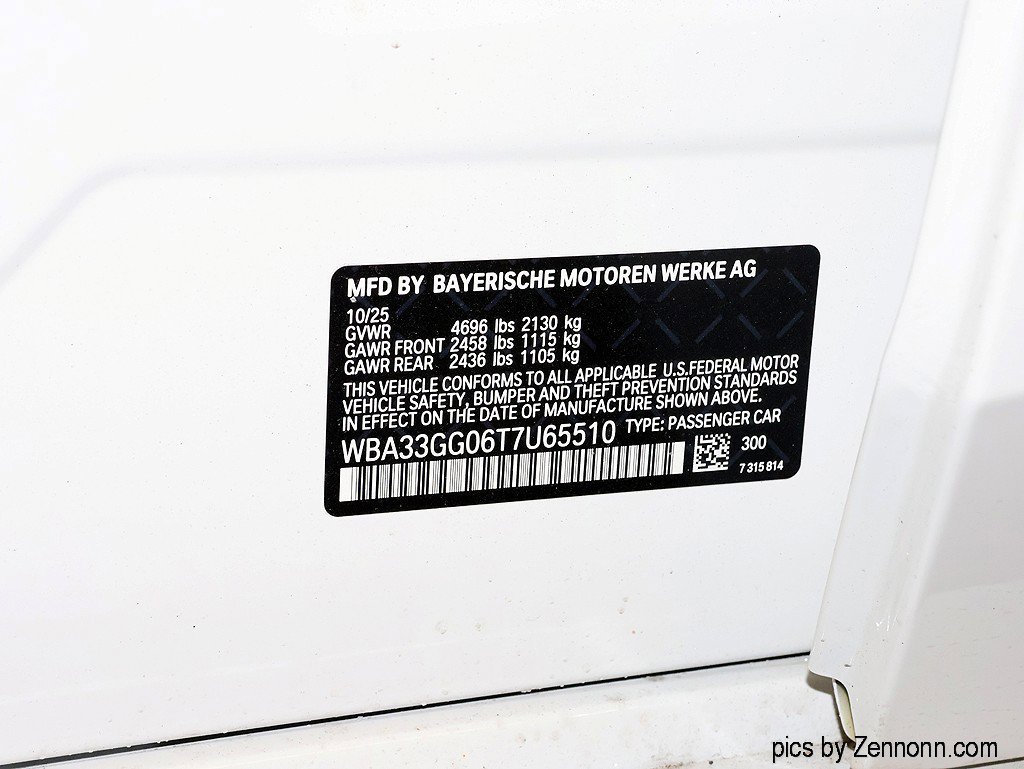 MFD BY BAYERISCHE MOTOREN WERKE AG
10/25
GVWR 4696 lbs 2130 kg
GAWR FRONT 2458 lbs 1115 kg
GAWR REAR 2436 lbs 1105 kg
THIS VEHICLE CONFORMS TO ALL APPLICABLE U.S.FEDERAL MOTOR
VEHICLE SAFETY, BUMPER AND THEFT PREVENTION STANDARDS
IN EFFECT ON THE DATE OF MANUFACTURE SHOWN ABOVE.
WBA33GG06T7U65510 TYPE: PASSENGER CAR
300
7 315 814
pics by Zennonn.com